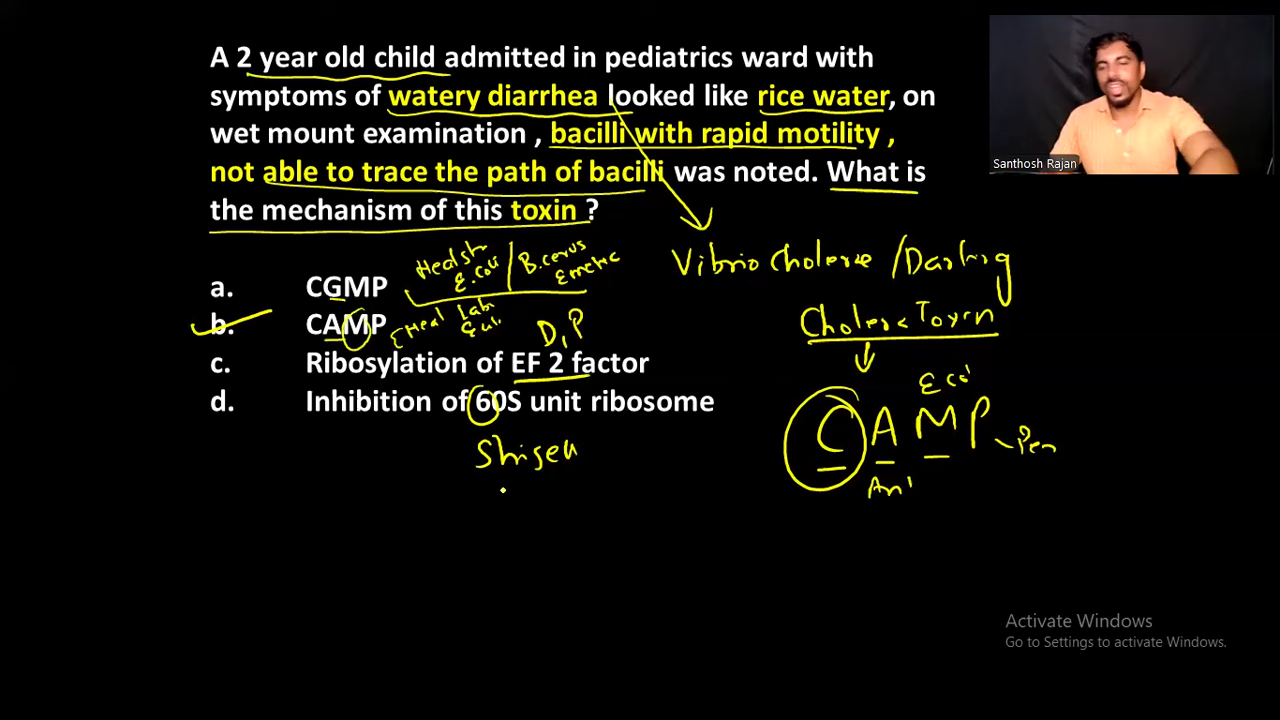 A 2 year old child admitted in pediatrics ward with
symptoms of watery diarrhea looked like rice water, on
wet mount examination , bacilli with rapid motility ,
not able to trace the path of bacilli was noted. What is
the mechanism of this toxin ?
Santhosh Rajan
Vibrio Cholerae / Darting
a. CGMP
B. cerus
b. CAMP
Cholera Toxin
D, P
c. Ribosylation of EF 2 factor
d. Inhibition of 60S unit ribosome
E co'
C A M P
Activate Windows
Go to Settings to activate Windows.